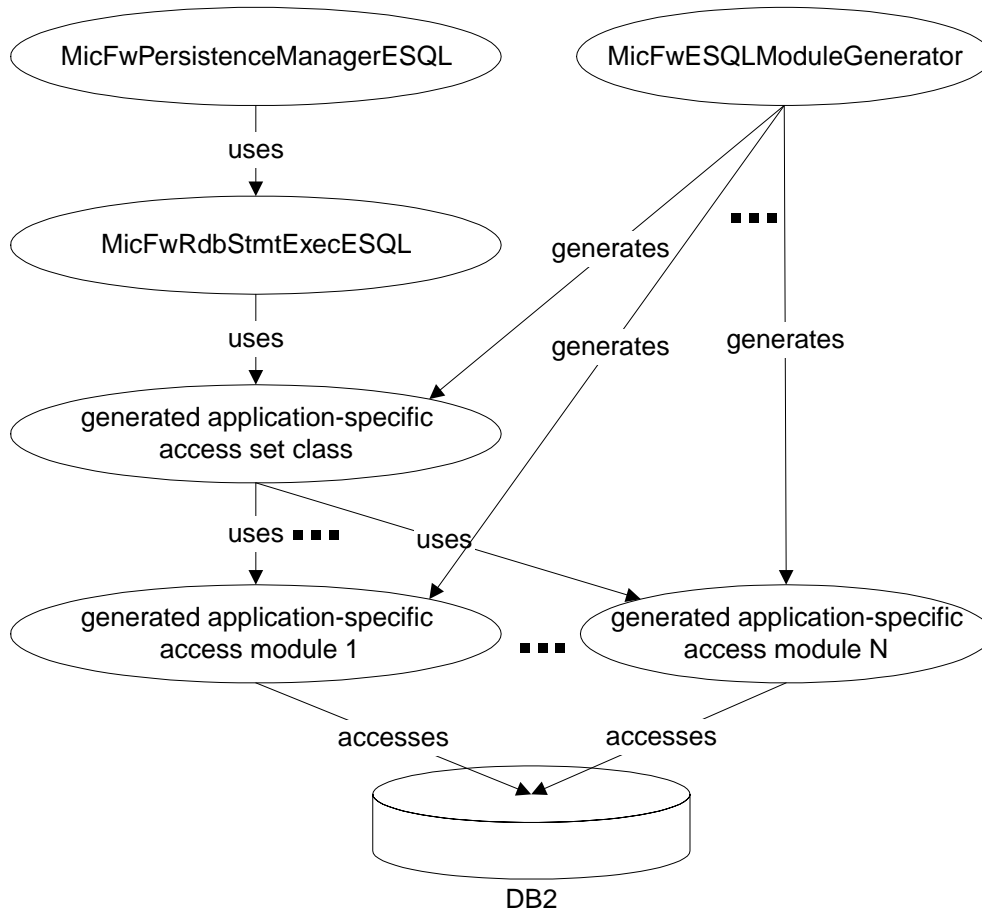 MicFwPersistenceManagerESQL
MicFwESQLModuleGenerator
uses
MicFwRdbStmtExecESQL
generates
uses
generates
generates
generated application-specific
access set class
uses
uses
generated application-specific
access module 1
generated application-specific
access module N
accesses
accesses
DB2